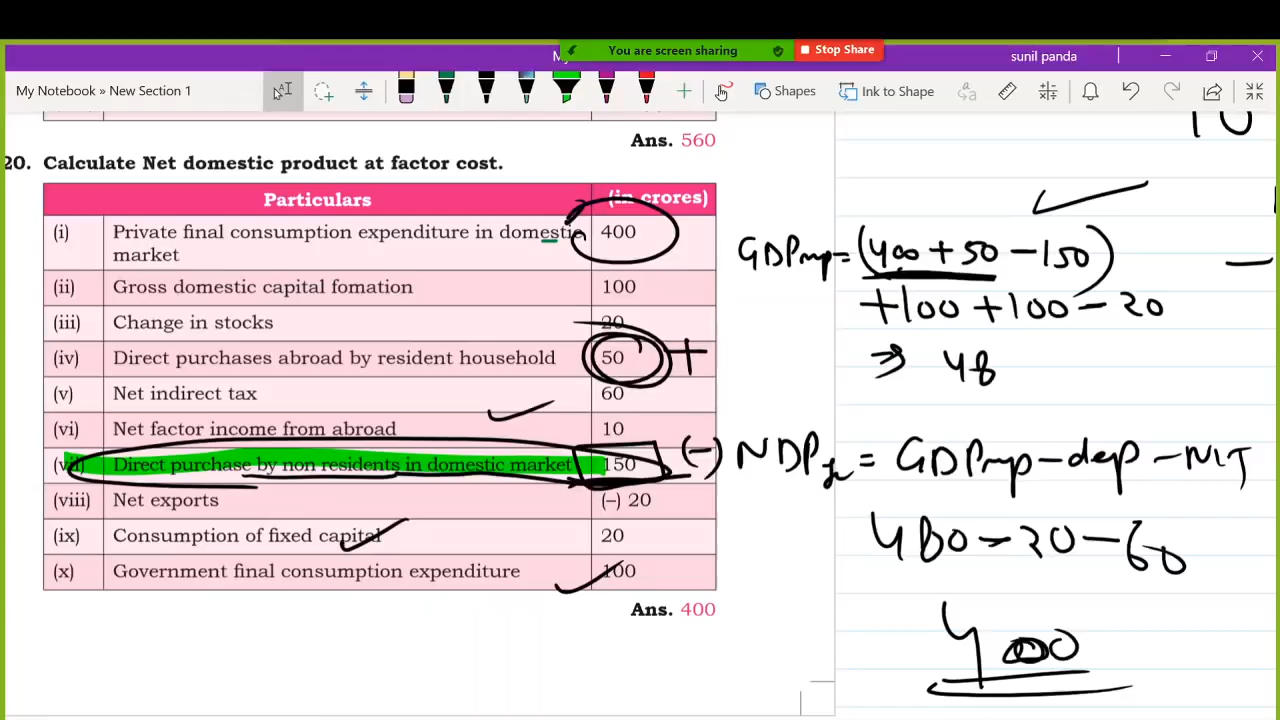 You are screen sharing
Stop Share
My
sunil panda
My Notebook » New Section 1
Shapes
Ink to Shape
Ans. 560
20. Calculate Net domestic product at factor cost.
Particulars (in crores)
(i) Private final consumption expenditure in domestic market 400
(ii) Gross domestic capital fomation 100
(iii) Change in stocks 20
(iv) Direct purchases abroad by resident household 50 +
(v) Net indirect tax 60
(vi) Net factor income from abroad 10
(vii) Direct purchase by non residents in domestic market 150 (-)
(viii) Net exports (–) 20
(ix) Consumption of fixed capital 20
(x) Government final consumption expenditure 100
Ans. 400
10
GDPmp = (400 + 50 - 150)
+100 +100 - 20
⇒ 48
NDPfc = GDPmp - dep - NIT
480 - 20 - 60
400